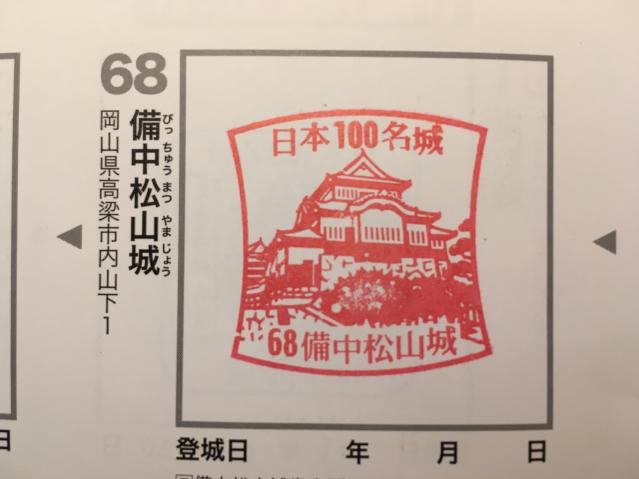 68
備中松山城
びっちゅうまつやまじょう
岡山県高梁市内山下1
日本100名城
68備中松山城
登城日 年 月 日
日